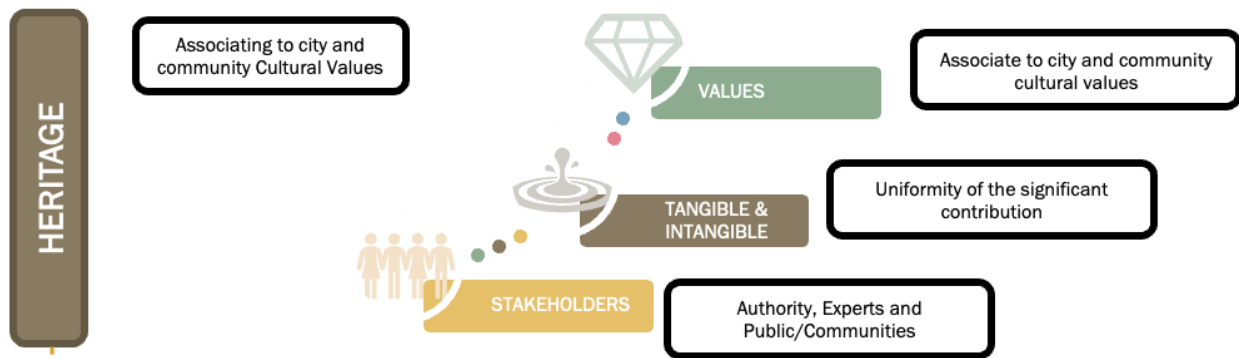 HERITAGE
Associating to city and
community Cultural Values
VALUES
Associate to city and community
cultural values
TANGIBLE &
INTANGIBLE
Uniformity of the significant
contribution
STAKEHOLDERS
Authority, Experts and
Public/Communities